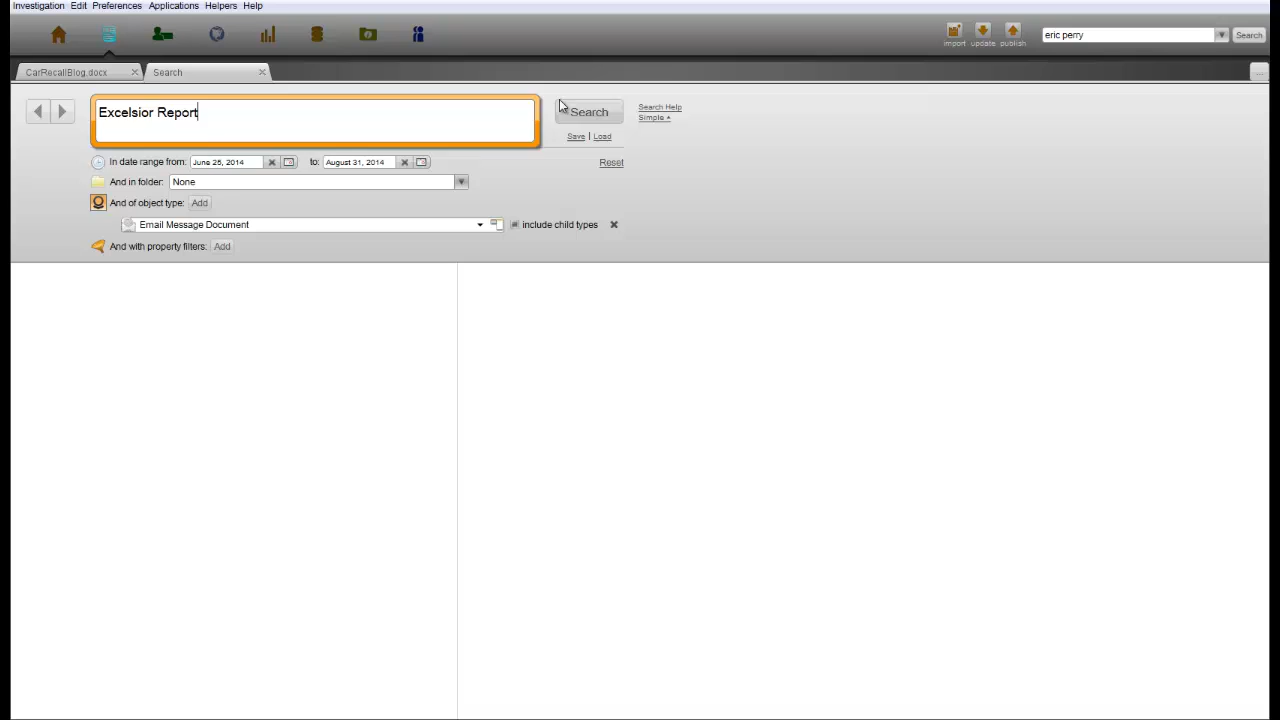 Investigation Edit Preferences Applications Helpers Help
import update publish eric perry Search
CarRecallBlog.docx Search ...
Excelsior Report Search Search Help
Simple
Save | Load
In date range from: June 25, 2014 to: August 31, 2014 Reset
And in folder: None
And of object type: Add
Email Message Document include child types
And with property filters: Add